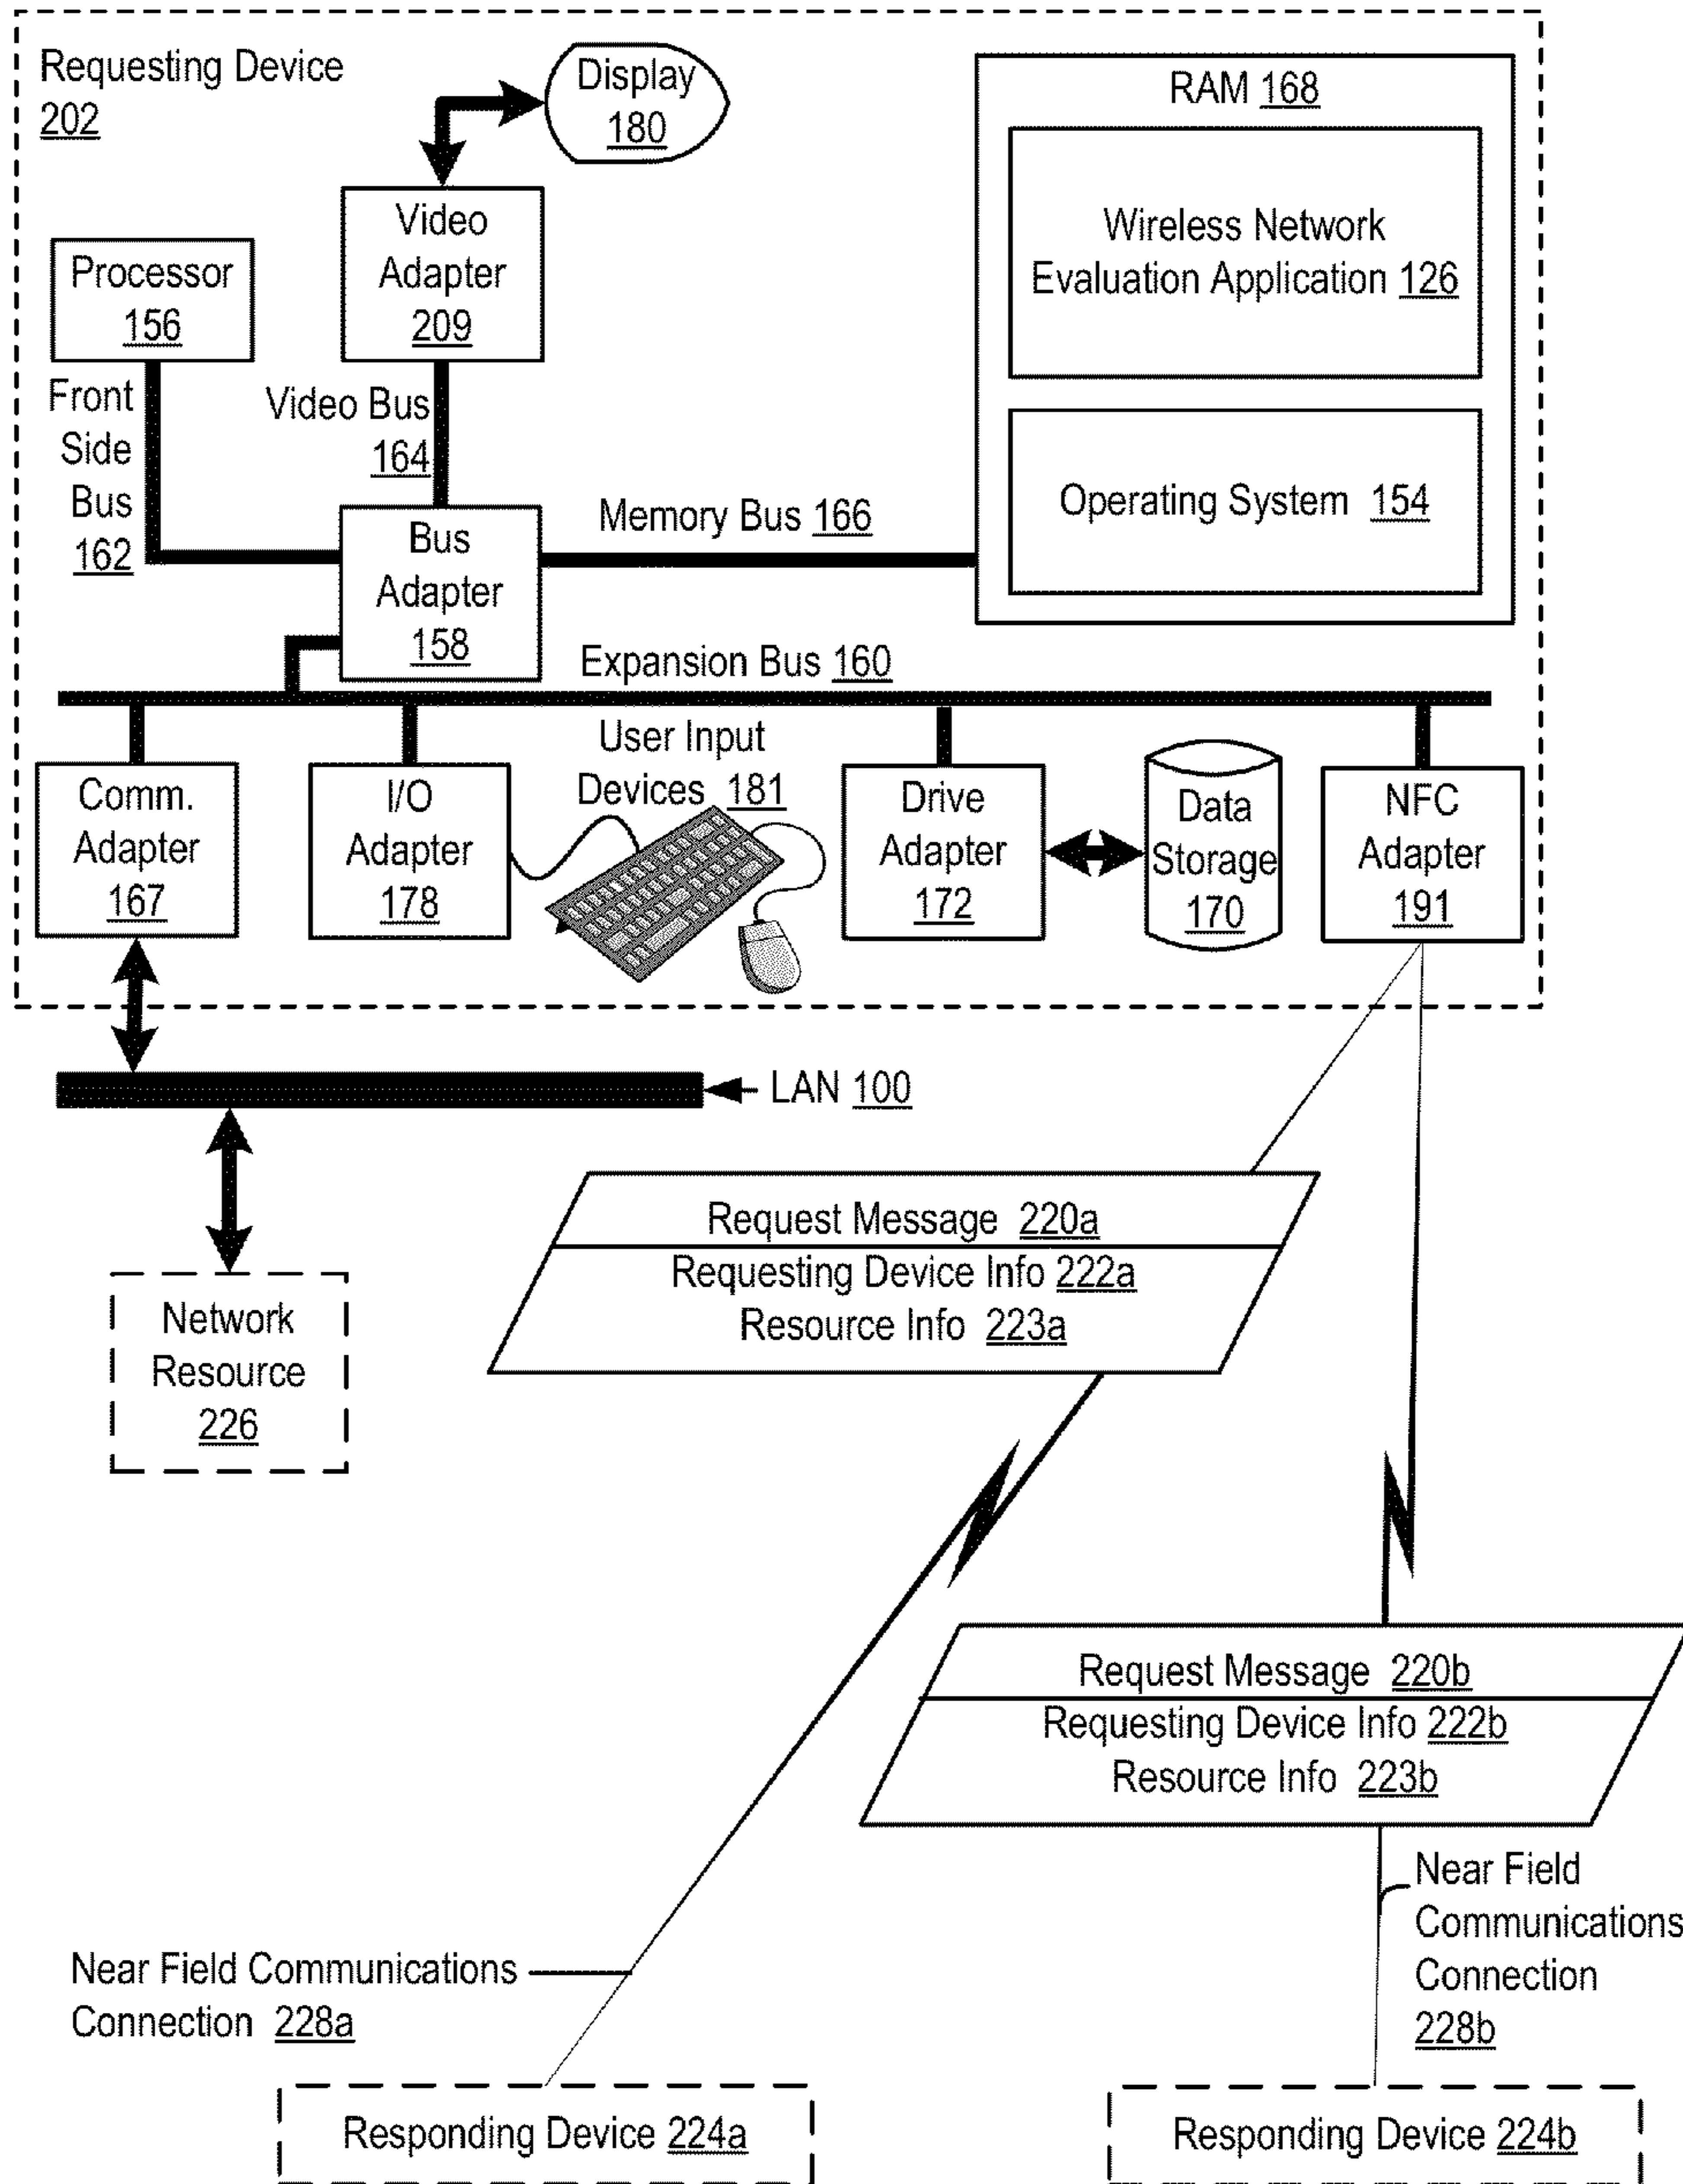 Requesting Device
202
Display
180
RAM 168
Wireless Network
Evaluation Application 126
Operating System 154
Video
Adapter
209
Processor
156
Front
Side
Bus
162
Video Bus
164
Bus
Adapter
158
Memory Bus 166
Expansion Bus 160
Comm.
Adapter
167
I/O
Adapter
178
User Input
Devices 181
Drive
Adapter
172
Data
Storage
170
NFC
Adapter
191
LAN 100
Network
Resource
226
Request Message 220a
Requesting Device Info 222a
Resource Info 223a
Request Message 220b
Requesting Device Info 222b
Resource Info 223b
Near Field Communications
Connection 228a
Near Field
Communications
Connection
228b
Responding Device 224a
Responding Device 224b